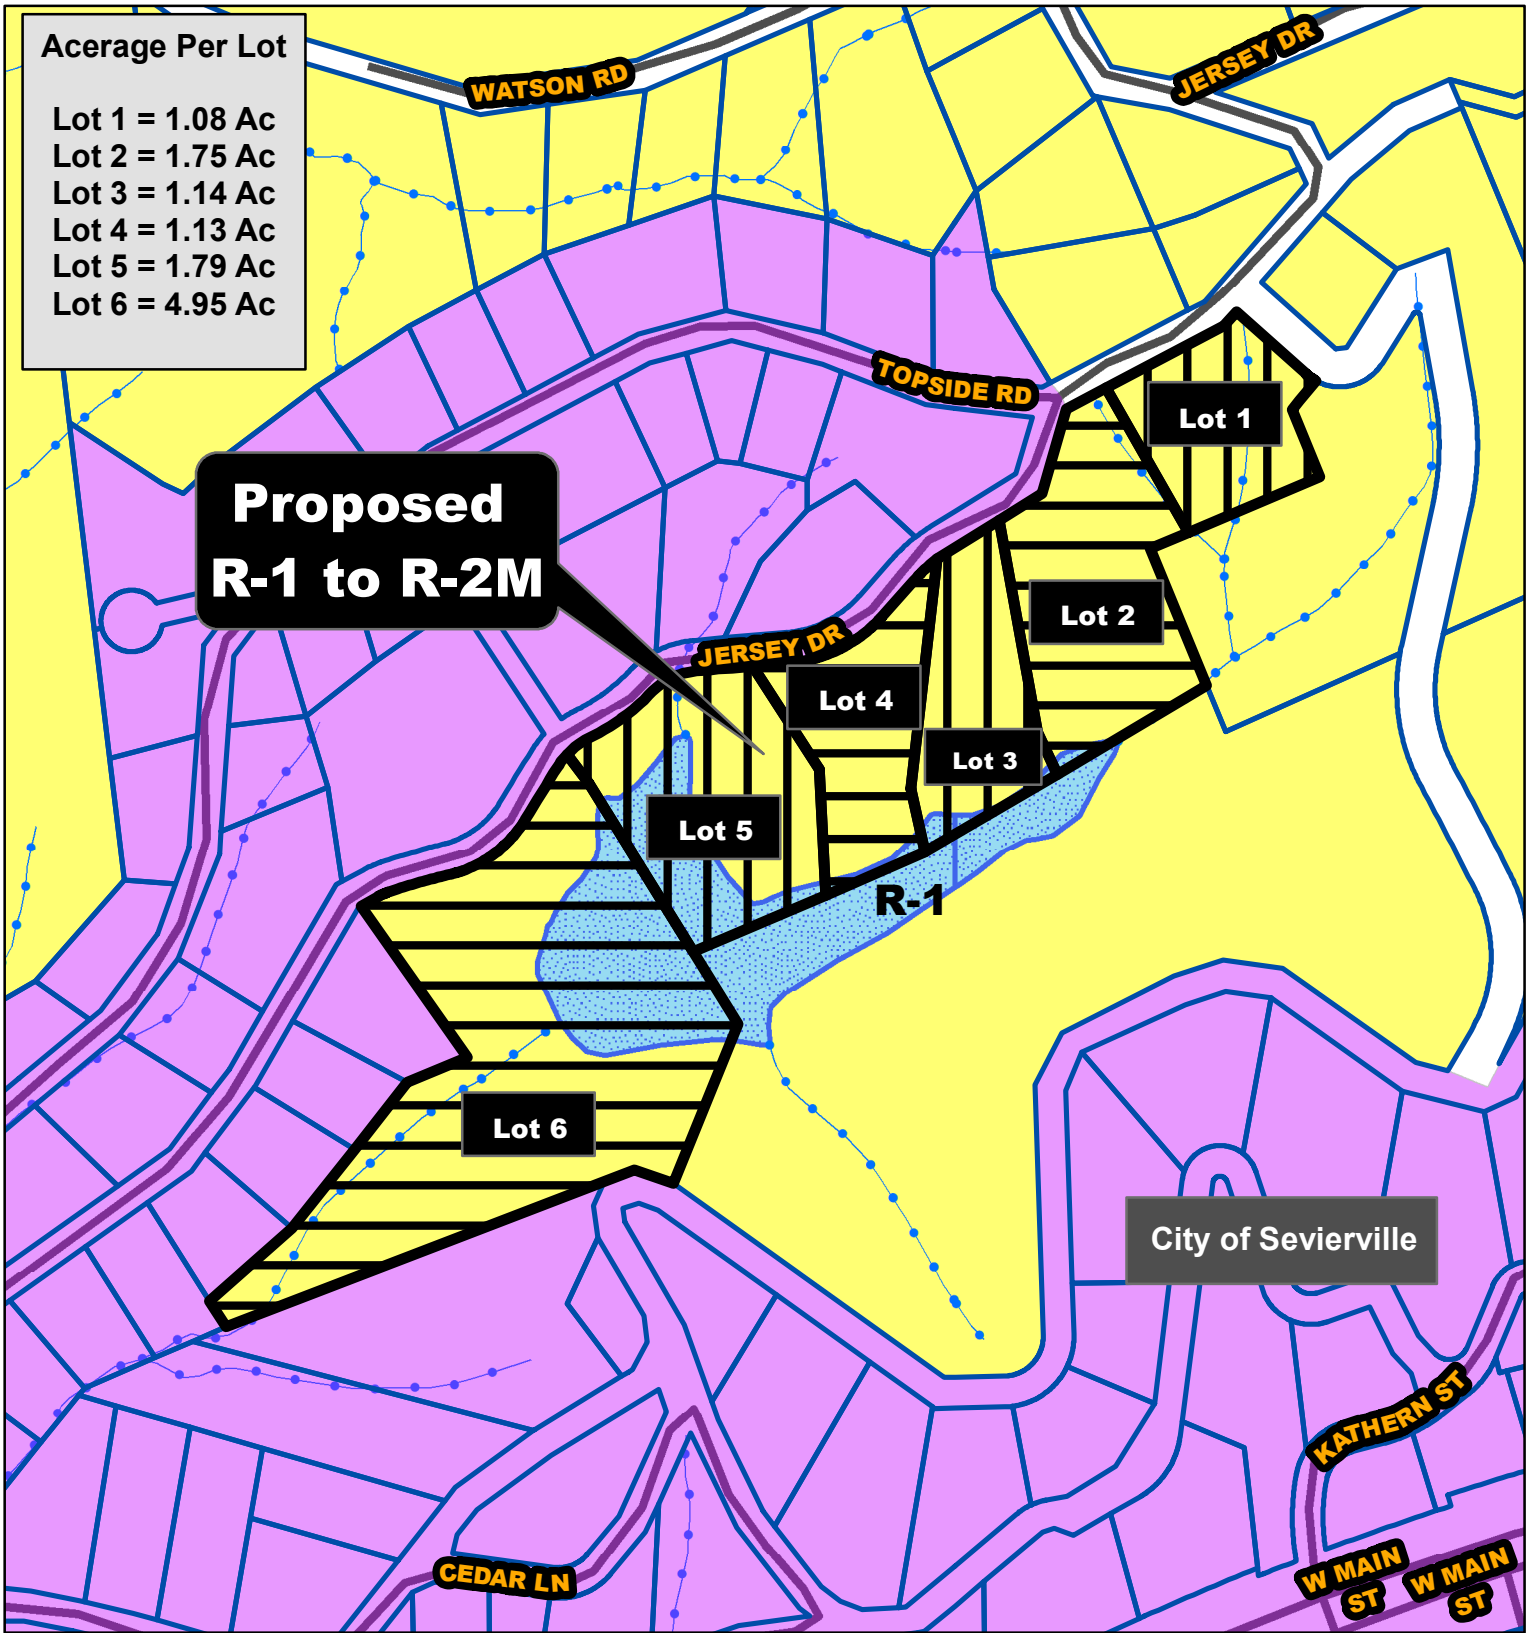 Acerage Per Lot
Lot 1 = 1.08 Ac
Lot 2 = 1.75 Ac
Lot 3 = 1.14 Ac
Lot 4 = 1.13 Ac
Lot 5 = 1.79 Ac
Lot 6 = 4.95 Ac
WATSON RD
JERSEY DR
TOPSIDE RD
Lot 1
Proposed
R-1 to R-2M
Lot 2
JERSEY DR
Lot 4
Lot 3
Lot 5
R-1
Lot 6
City of Sevierville
KATHERN ST
CEDAR LN
W MAIN
ST
W MAIN
ST